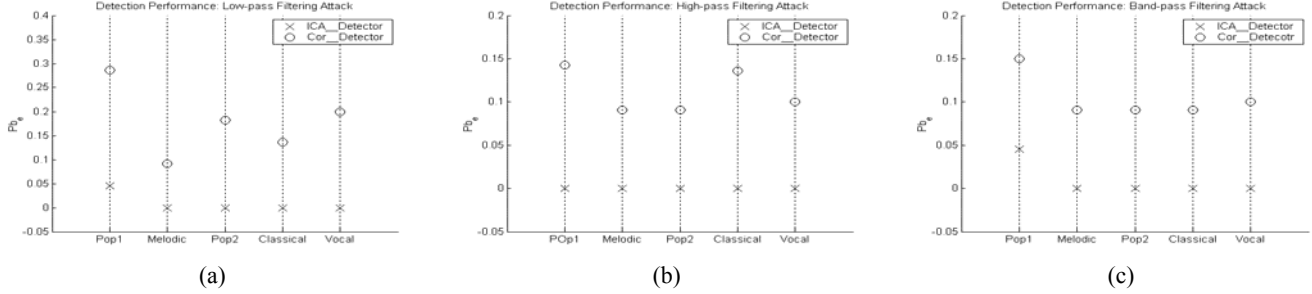 Detection Performance: Low-pass Filtering Attack
ICA__Detector
Cor__Detector
Pb_e
0.4
0.35
0.3
0.25
0.2
0.15
0.1
0.05
0
-0.05
Pop1 Melodic Pop2 Classical Vocal
(a)
Detection Performance: High-pass Filtering Attack
ICA__Detector
Cor__Detector
Pb_e
0.2
0.15
0.1
0.05
0
-0.05
POp1 Melodic Pop2 Classical Vocal
(b)
Detection Performance: Band-pass Filtering Attack
ICA__Detector
Cor__Detecotr
Pb_e
0.2
0.15
0.1
0.05
0
-0.05
Pop1 Melodic Pop2 Classical Vocal
(c)